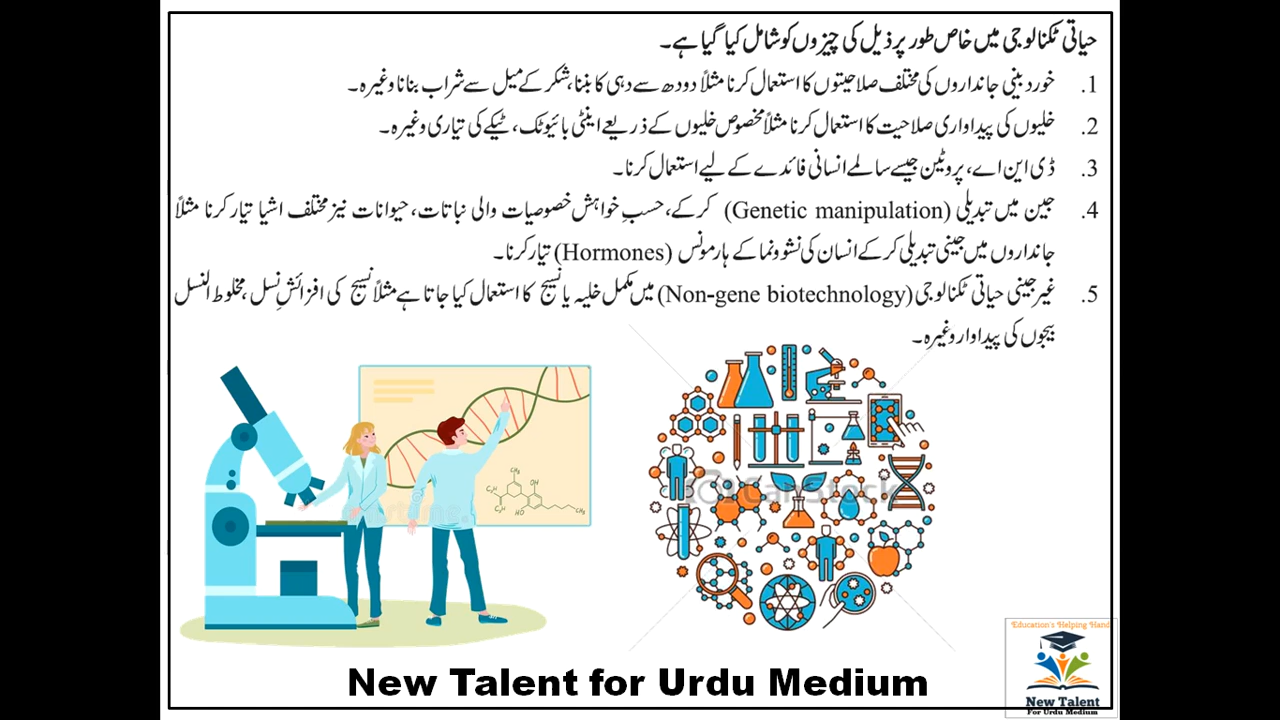 حیاتی ٹکنالوجی میں خاص طور پر ذیل کی چیزوں کو شامل کیا گیا ہے۔
1. خورد بینی جانداروں کی مختلف صلاحیتوں کا استعمال کرنا مثلاً دودھ سے دہی کا بننا، شکر کے میل سے شراب بنانا وغیرہ۔
2. خلیوں کی پیداواری صلاحیت کا استعمال کرنا مثلاً مخصوص خلیوں کے ذریعے اینٹی بائیوٹک، ٹیکے کی تیاری وغیرہ۔
3. ڈی این اے، پروٹین جیسے سالمے انسانی فائدے کے لیے استعمال کرنا۔
4. جین میں تبدیلی (Genetic manipulation) کر کے، حسبِ خواہش خصوصیات والی نباتات، حیوانات نیز مختلف اشیا تیار کرنا مثلاً
جانداروں میں جینی تبدیلی کر کے انسان کی نشوونما کے ہارمونس (Hormones) تیار کرنا۔
5. غیر جینی حیاتی ٹکنالوجی (Non-gene biotechnology) میں مکمل خلیہ یا نسیج کا استعمال کیا جاتا ہے مثلاً نسیج کی افزائشِ نسل، مخلوط النسل
بیجوں کی پیداوار وغیرہ۔
CH₃
OH
C₂H
C₃H
HO
CH₃
CanStock
New Talent for Urdu Medium
Education's Helping Hand
New Talent
For Urdu Medium